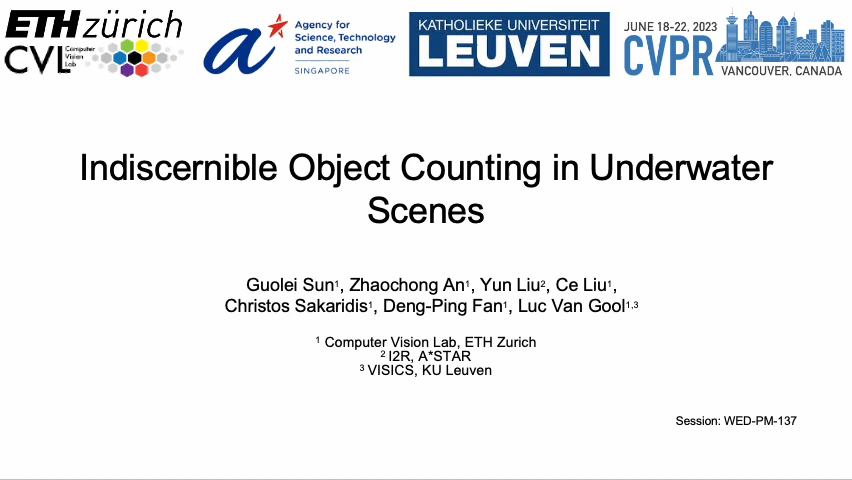 ETH zürich
CVL Computer Vision Lab
Agency for
Science, Technology
and Research
SINGAPORE
KATHOLIEKE UNIVERSITEIT
LEUVEN
JUNE 18-22, 2023
CVPR
VANCOUVER, CANADA
Indiscernible Object Counting in Underwater
Scenes
Guolei Sun¹, Zhaochong An¹, Yun Liu², Ce Liu¹,
Christos Sakaridis¹, Deng-Ping Fan¹, Luc Van Gool¹,³
¹ Computer Vision Lab, ETH Zurich
² I2R, A*STAR
³ VISICS, KU Leuven
Session: WED-PM-137